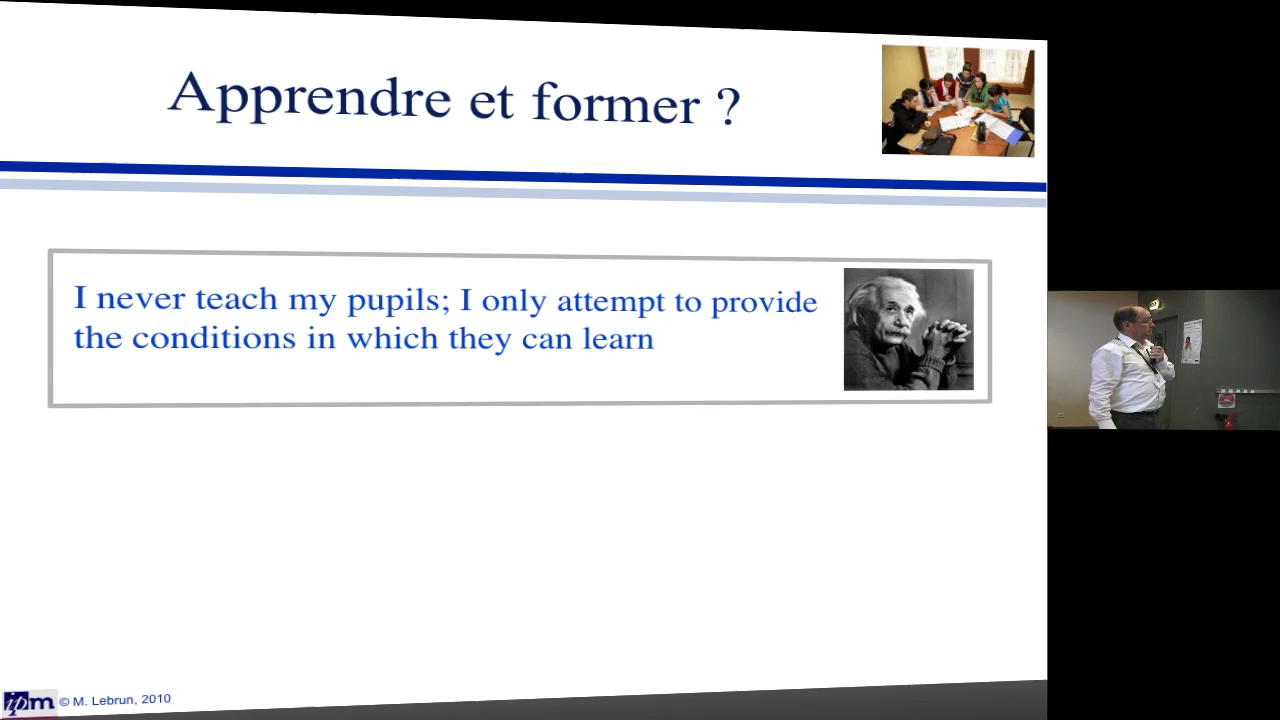 Apprendre et former ?
I never teach my pupils; I only attempt to provide
the conditions in which they can learn
ipm © M. Lebrun, 2010